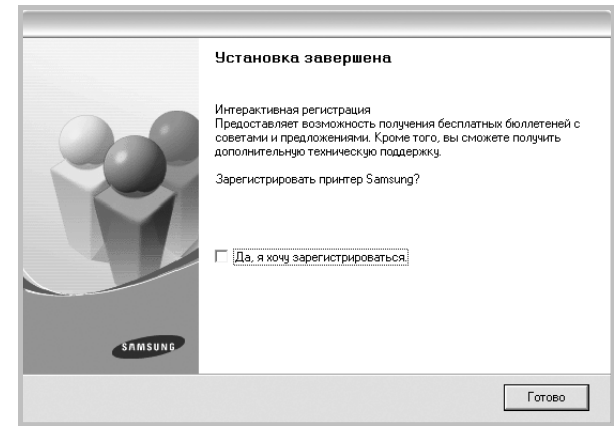 Установка завершена
Интерактивная регистрация
Предоставляет возможность получения бесплатных бюллетеней с
советами и предложениями. Кроме того, вы сможете получить
дополнительную техническую поддержку.
Зарегистрировать принтер Samsung?
Да, я хочу зарегистрироваться.
SAMSUNG
Готово